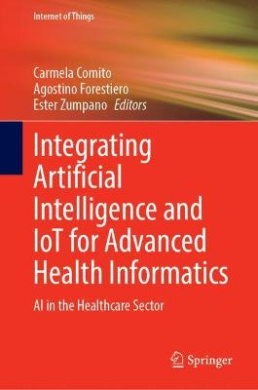 Internet of Things
Carmela Comito
Agostino Forestiero
Ester Zumpano Editors
Integrating
Artificial
Intelligence and
IoT for Advanced
Health Informatics
AI in the Healthcare Sector
Springer